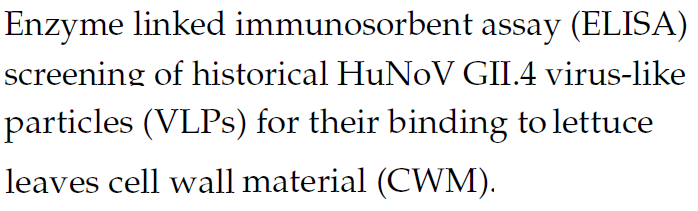 Enzyme linked immunosorbent assay (ELISA)
screening of historical HuNoV GII.4 virus-like
particles (VLPs) for their binding to lettuce
leaves cell wall material (CWM).